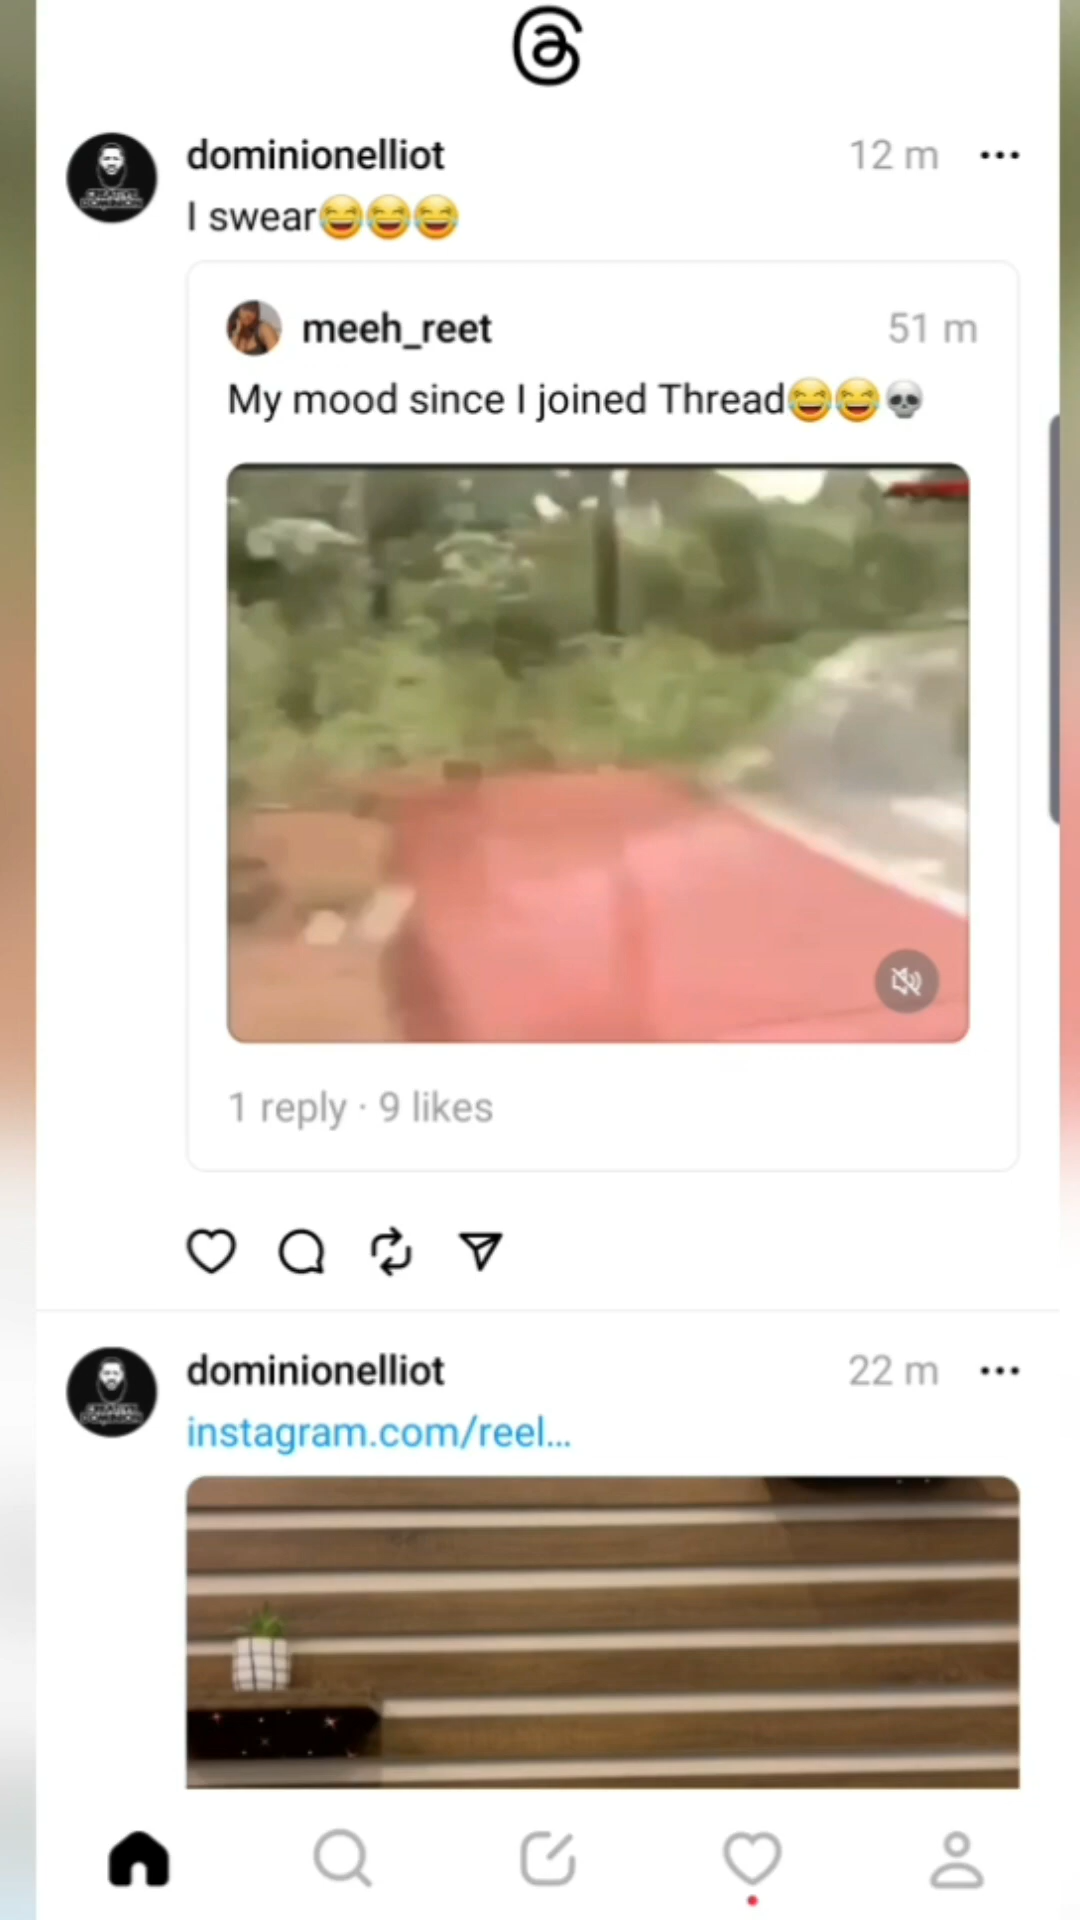 dominionelliot 12 m
I swear😂😂😂
meeh_reet 51 m
My mood since I joined Thread😂😂💀
1 reply · 9 likes
dominionelliot 22 m
instagram.com/reel...